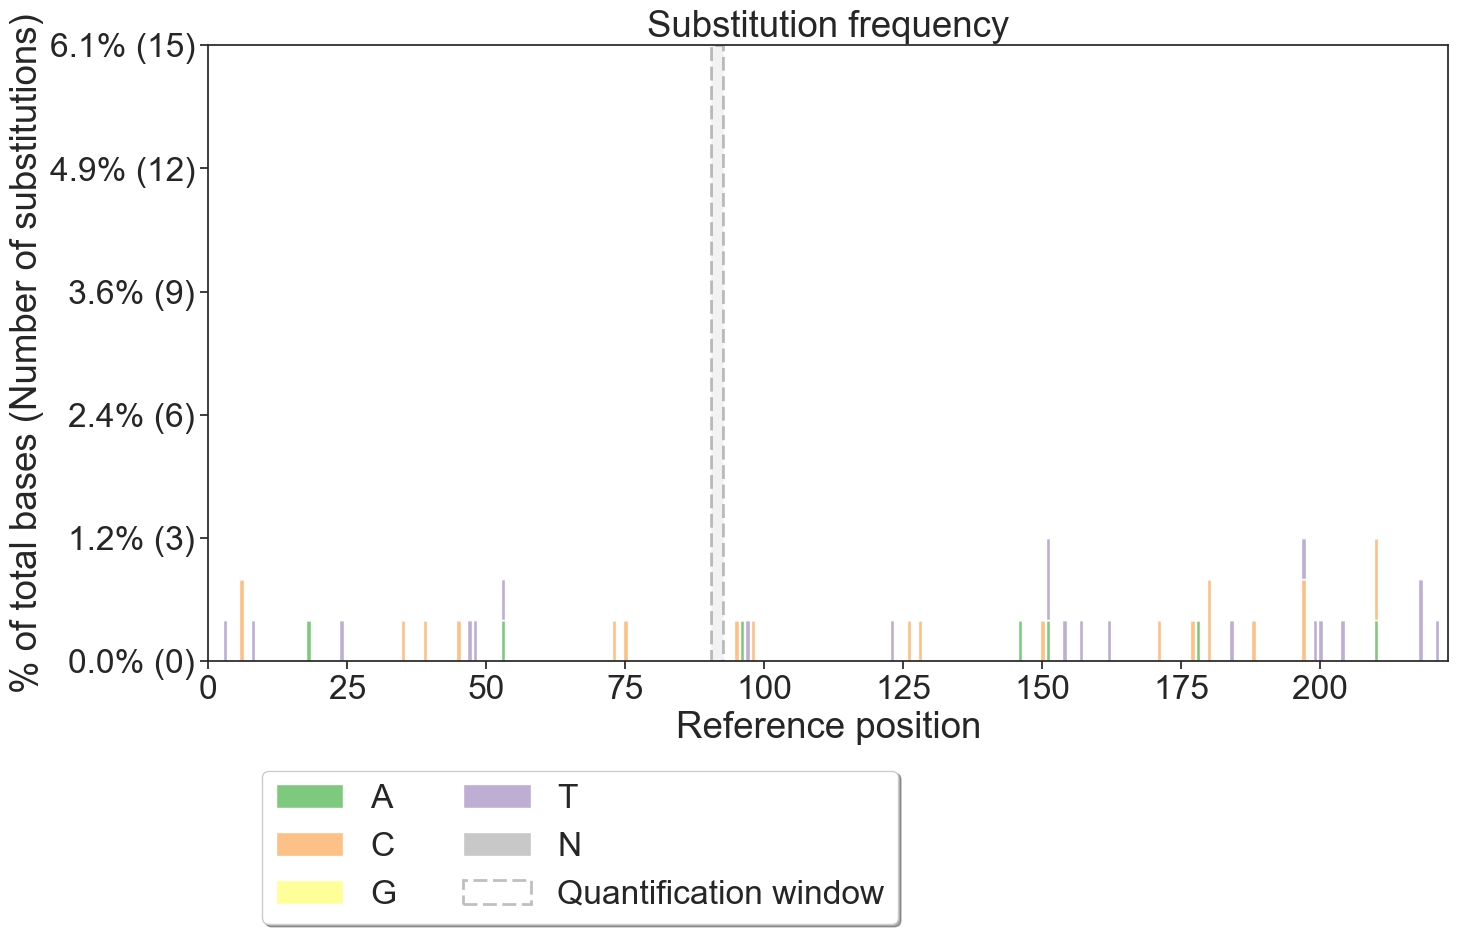 Substitution frequency
% of total bases (Number of substitutions)
6.1% (15)
4.9% (12)
3.6% (9)
2.4% (6)
1.2% (3)
0.0% (0)
0 25 50 75 100 125 150 175 200
Reference position
A T
C N
G Quantification window